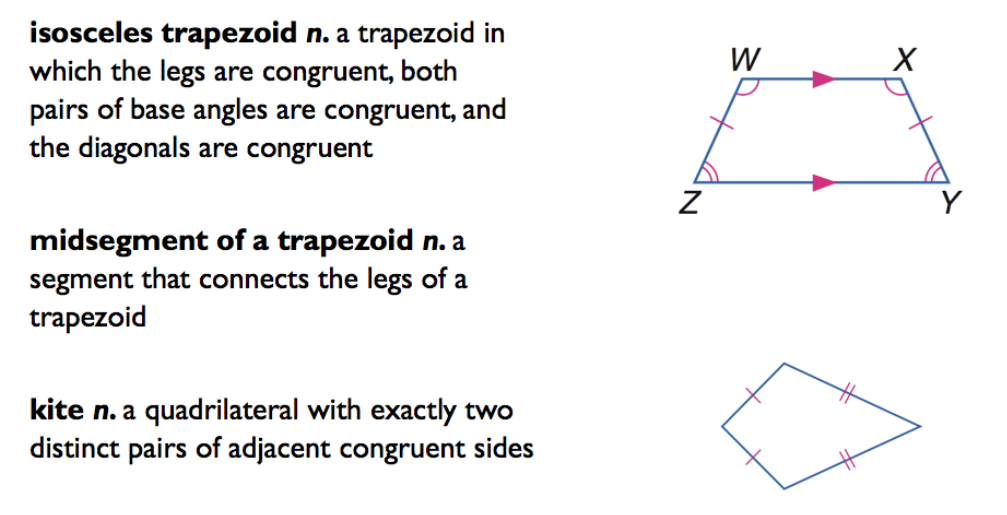 isosceles trapezoid n. a trapezoid in
which the legs are congruent, both
pairs of base angles are congruent, and
the diagonals are congruent
W X
Z Y
midsegment of a trapezoid n. a
segment that connects the legs of a
trapezoid
kite n. a quadrilateral with exactly two
distinct pairs of adjacent congruent sides